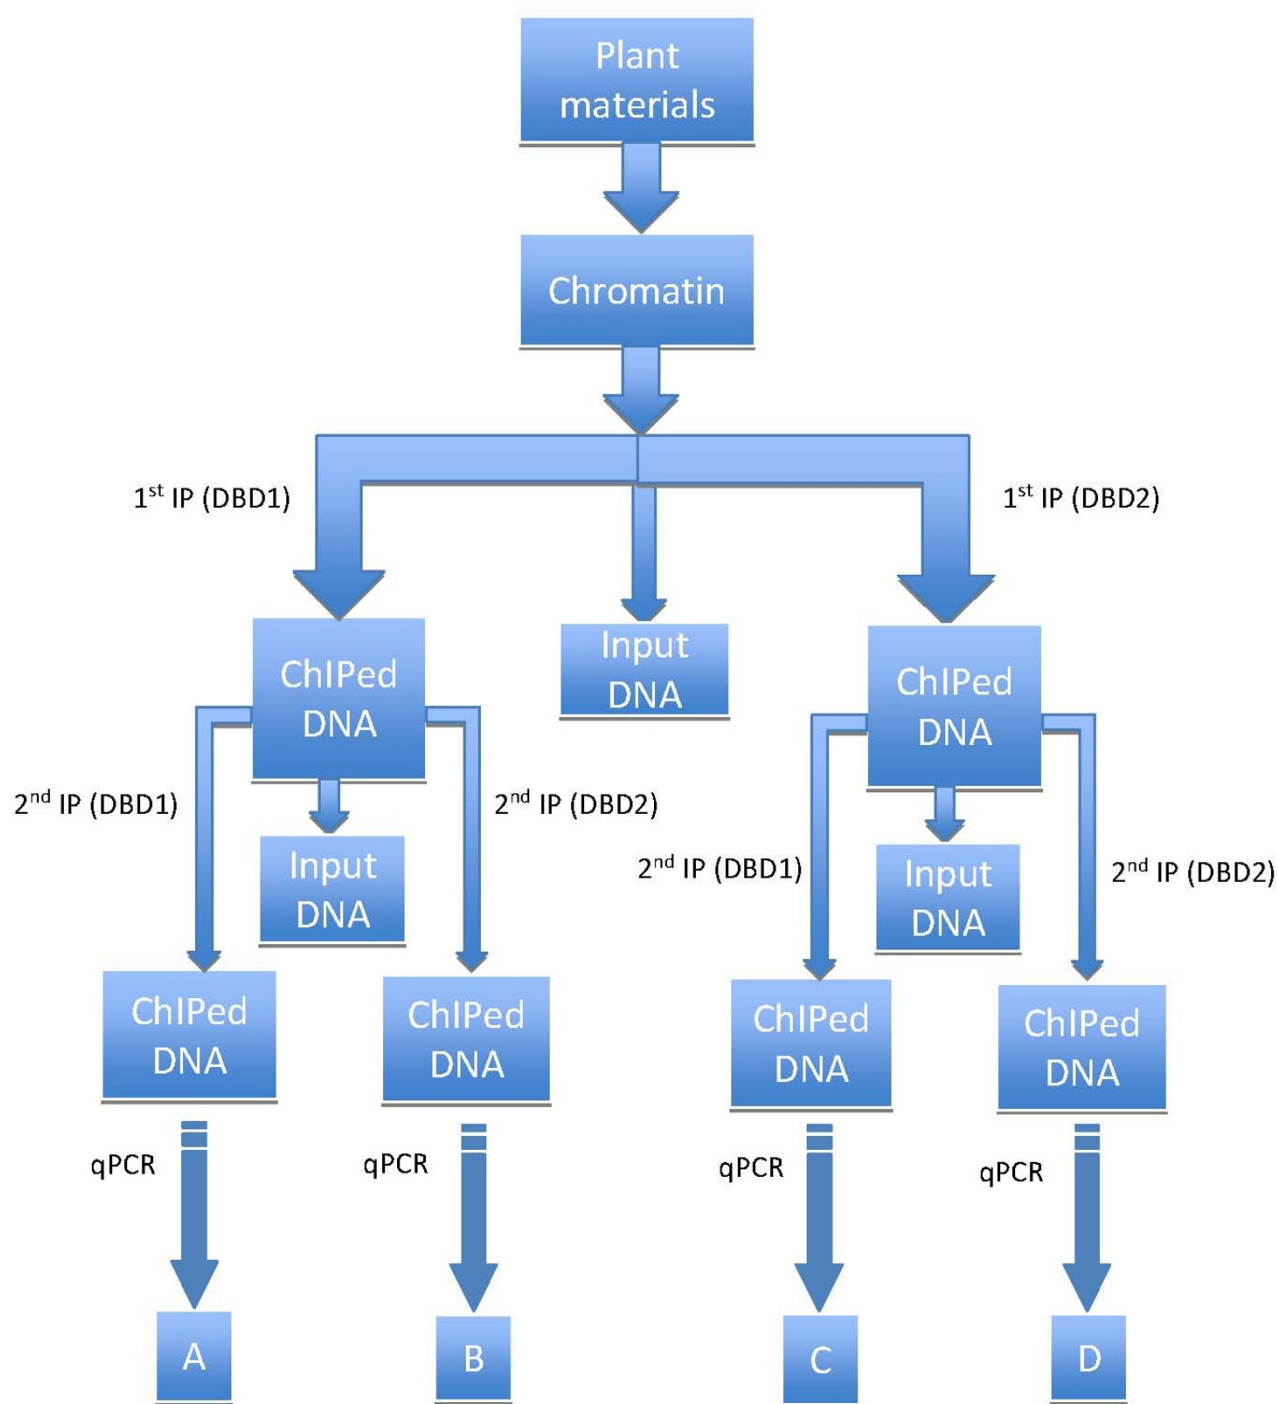 Plant
materials
Chromatin
1st IP (DBD1)
1st IP (DBD2)
Input
DNA
ChIPed
DNA
ChIPed
DNA
2nd IP (DBD1)
2nd IP (DBD2)
2nd IP (DBD1)
2nd IP (DBD2)
Input
DNA
Input
DNA
ChIPed
DNA
ChIPed
DNA
ChIPed
DNA
ChIPed
DNA
qPCR
qPCR
qPCR
qPCR
A
B
C
D